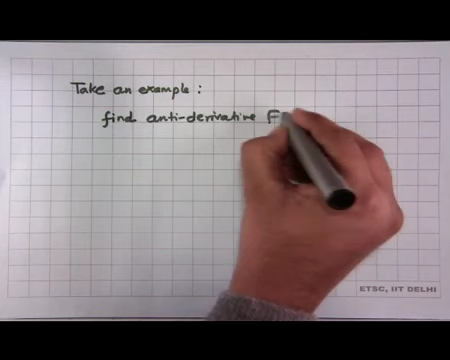 Take an example :
find anti-derivative F
ETSC, IIT DELHI